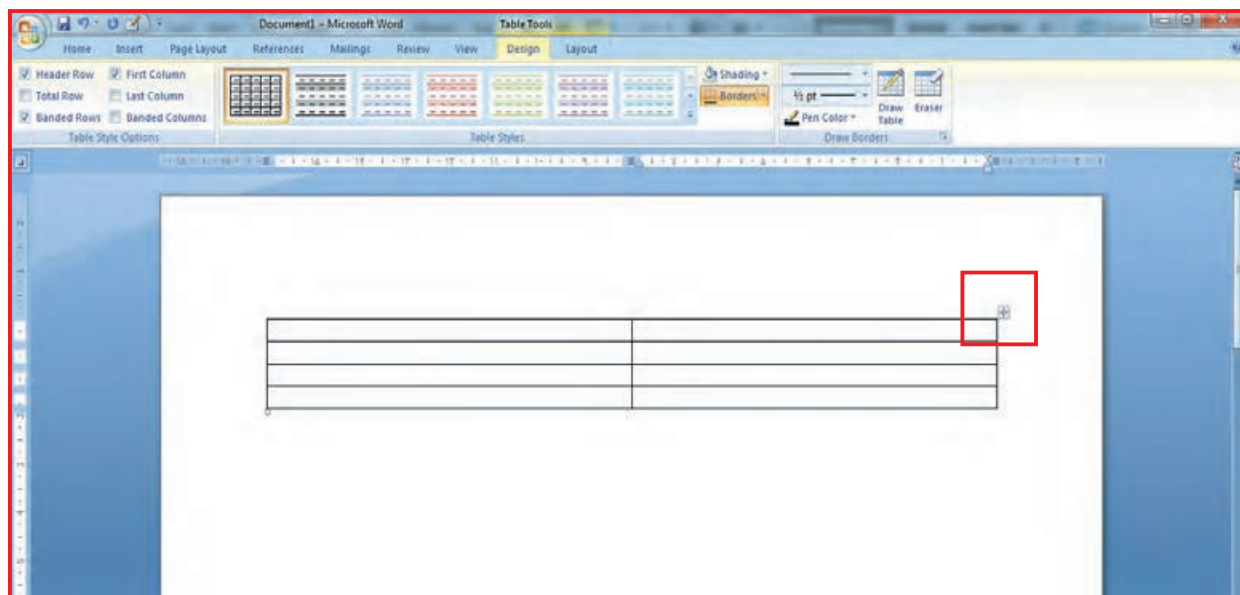 Document1 - Microsoft Word Table Tools
Home Insert Page Layout References Mailings Review View Design Layout
Header Row First Column
Total Row Last Column
Banded Rows Banded Columns
Table Style Options
Table Styles
Shading
Borders
½ pt
Pen Color
Draw Table
Eraser
Draw Borders